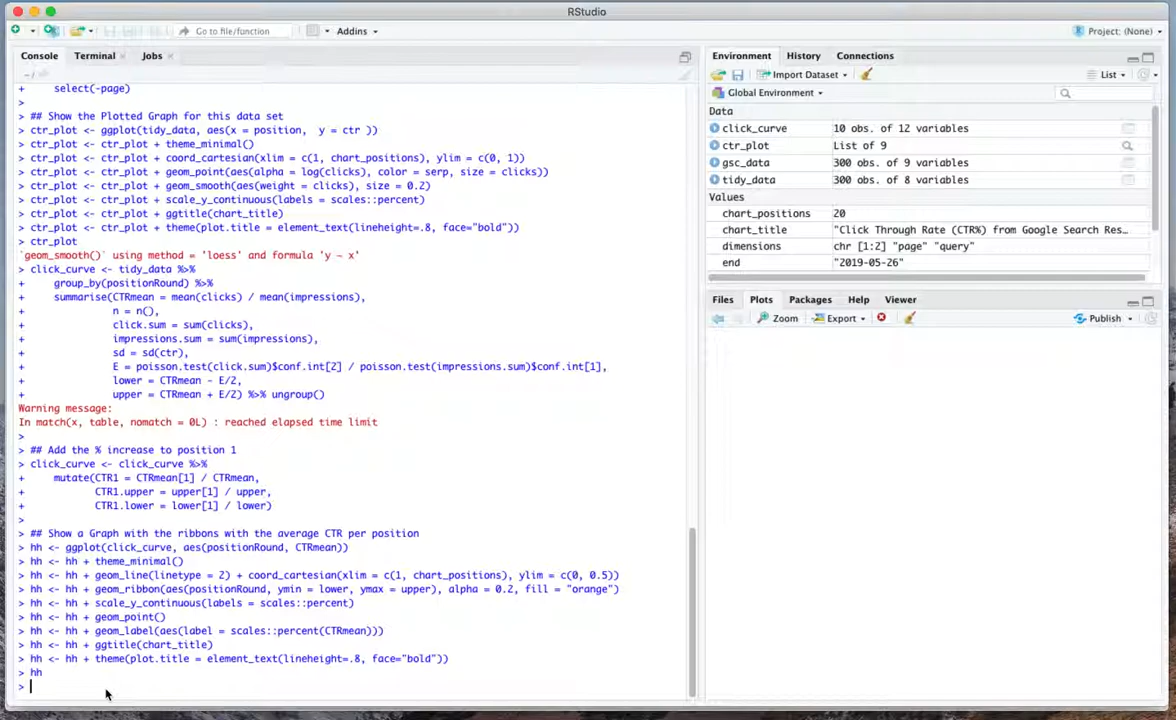 RStudio
Go to file/function
Addins
Project: (None)
Console
Terminal
Jobs
~/
+ select(-page)
>
> ## Show the Plotted Graph for this data set
> ctr_plot <- ggplot(tidy_data, aes(x = position,  y = ctr ))
> ctr_plot <- ctr_plot + theme_minimal()
> ctr_plot <- ctr_plot + coord_cartesian(xlim = c(1, chart_positions), ylim = c(0, 1))
> ctr_plot <- ctr_plot + geom_point(aes(alpha = log(clicks), color = serp, size = clicks))
> ctr_plot <- ctr_plot + geom_smooth(aes(weight = clicks), size = 0.2)
> ctr_plot <- ctr_plot + scale_y_continuous(labels = scales::percent)
> ctr_plot <- ctr_plot + ggtitle(chart_title)
> ctr_plot <- ctr_plot + theme(plot.title = element_text(lineheight=.8, face="bold"))
> ctr_plot
`geom_smooth()` using method = 'loess' and formula 'y ~ x'
> click_curve <- tidy_data %>%
+ group_by(positionRound) %>%
+ summarise(CTRmean = mean(clicks) / mean(impressions),
+ n = n(),
+ click.sum = sum(clicks),
+ impressions.sum = sum(impressions),
+ sd = sd(ctr),
+ E = poisson.test(click.sum)$conf.int[2] / poisson.test(impressions.sum)$conf.int[1],
+ lower = CTRmean - E/2,
+ upper = CTRmean + E/2) %>% ungroup()
Warning message:
In match(x, table, nomatch = 0L) : reached elapsed time limit
>
> ## Add the % increase to position 1
> click_curve <- click_curve %>%
+ mutate(CTR1 = CTRmean[1] / CTRmean,
+ CTR1.upper = upper[1] / upper,
+ CTR1.lower = lower[1] / lower)
>
> ## Show a Graph with the ribbons with the average CTR per position
> hh <- ggplot(click_curve, aes(positionRound, CTRmean))
> hh <- hh + theme_minimal()
> hh <- hh + geom_line(linetype = 2) + coord_cartesian(xlim = c(1, chart_positions), ylim = c(0, 0.5))
> hh <- hh + geom_ribbon(aes(positionRound, ymin = lower, ymax = upper), alpha = 0.2, fill = "orange")
> hh <- hh + scale_y_continuous(labels = scales::percent)
> hh <- hh + geom_point()
> hh <- hh + geom_label(aes(label = scales::percent(CTRmean)))
> hh <- hh + ggtitle(chart_title)
> hh <- hh + theme(plot.title = element_text(lineheight=.8, face="bold"))
> hh
>
Environment
History
Connections
Import Dataset
List
Global Environment
Data
click_curve 10 obs. of 12 variables
ctr_plot List of 9
gsc_data 300 obs. of 9 variables
tidy_data 300 obs. of 8 variables
Values
chart_positions 20
chart_title "Click Through Rate (CTR%) from Google Search Res…
dimensions chr [1:2] "page" "query"
end "2019-05-26"
Files
Plots
Packages
Help
Viewer
Zoom
Export
Publish